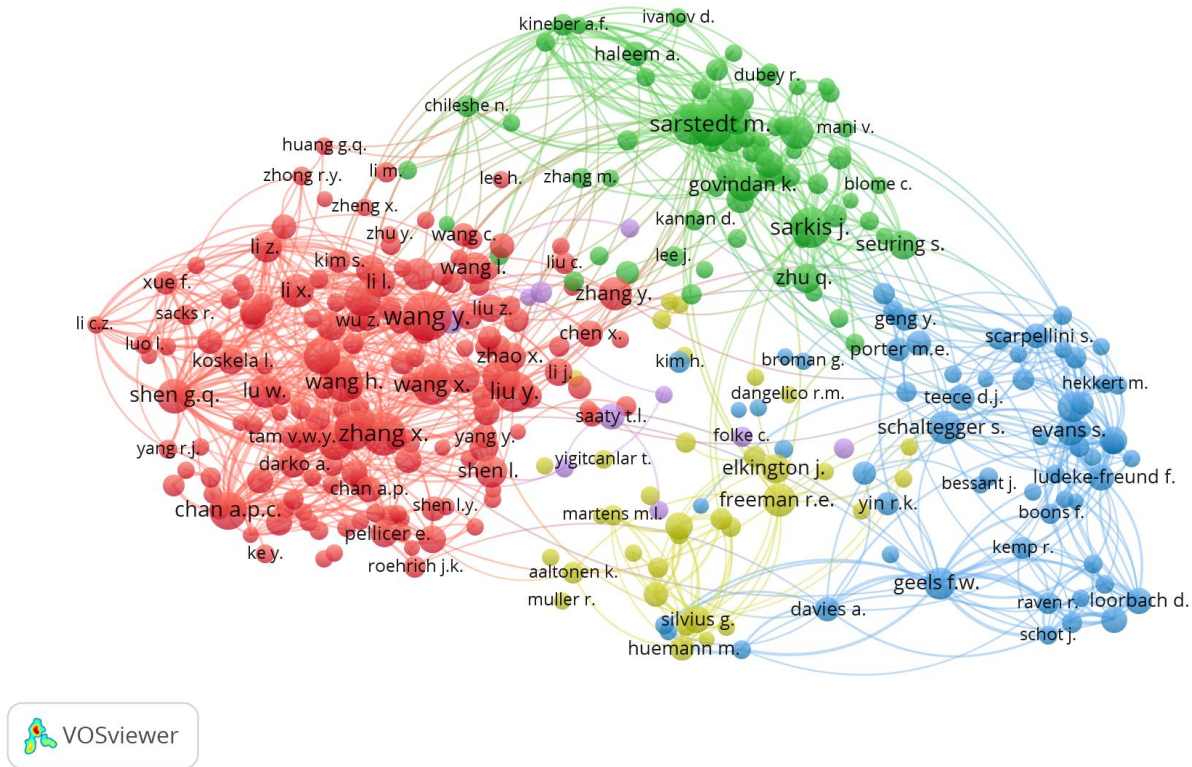 kineber a.f.
ivanov d.
haleem a.
dubey r.
chileshe n.
sarstedt m.
mani v.
huang g.q.
zhong r.y.
li m.
lee h.
zhang m.
govindan k.
blome c.
zheng x.
zhu y.
wang c.
kannan d.
sarkis j.
li z.
kim s.
wang l.
liu c.
lee j.
seuring s.
xue f.
li x.
li l.
zhang y.
zhu q.
li c.z.
sacks r.
wu z.
wang y.
liu z.
geng y.
luo l.
koskela l.
zhao x.
chen x.
kim h.
broman g.
porter m.e.
scarpellini s.
shen g.q.
lu w.
wang h.
wang x.
liu y.
li j.
dangelico r.m.
teece d.j.
hekkert m.
yang r.j.
tam v.w.y.
zhang x.
yang y.
saaty t.l.
folke c.
schaltegger s.
evans s.
darko a.
shen l.
yigitcanlar t.
elkington j.
bessant j.
ludeke-freund f.
chan a.p.
chan a.p.c.
shen l.y.
martens m.l.
freeman r.e.
yin r.k.
boons f.
ke y.
pellicer e.
roehrich j.k.
kemp r.
aaltonen k.
muller r.
geels f.w.
davies a.
raven r.
loorbach d.
silvius g.
schot j.
huemann m.
VOSviewer